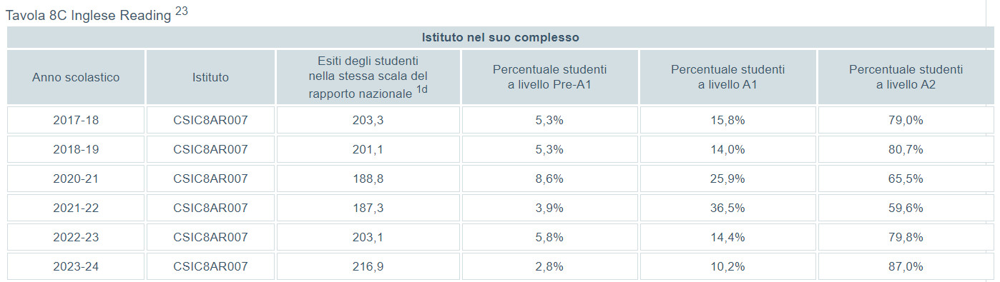 Tavola 8C Inglese Reading 23
Istituto nel suo complesso
Anno scolastico Istituto Esiti degli studenti nella stessa scala del rapporto nazionale 1d Percentuale studenti a livello Pre-A1 Percentuale studenti a livello A1 Percentuale studenti a livello A2
2017-18 CSIC8AR007 203,3 5,3% 15,8% 79,0%
2018-19 CSIC8AR007 201,1 5,3% 14,0% 80,7%
2020-21 CSIC8AR007 188,8 8,6% 25,9% 65,5%
2021-22 CSIC8AR007 187,3 3,9% 36,5% 59,6%
2022-23 CSIC8AR007 203,1 5,8% 14,4% 79,8%
2023-24 CSIC8AR007 216,9 2,8% 10,2% 87,0%